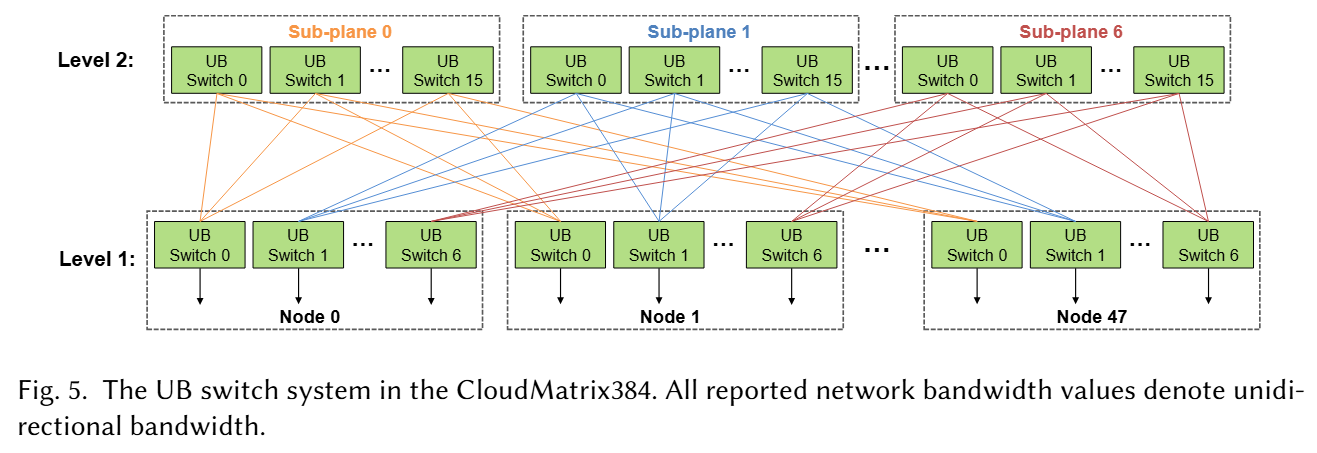 Sub-plane 0 Sub-plane 1 Sub-plane 6
Level 2:
UB Switch 0
UB Switch 1
...
UB Switch 15
UB Switch 0
UB Switch 1
...
UB Switch 15
...
UB Switch 0
UB Switch 1
...
UB Switch 15
Level 1:
UB Switch 0
UB Switch 1
...
UB Switch 6
UB Switch 0
UB Switch 1
...
UB Switch 6
...
UB Switch 0
UB Switch 1
...
UB Switch 6
Node 0 Node 1 Node 47
Fig. 5. The UB switch system in the CloudMatrix384. All reported network bandwidth values denote unidi-
rectional bandwidth.